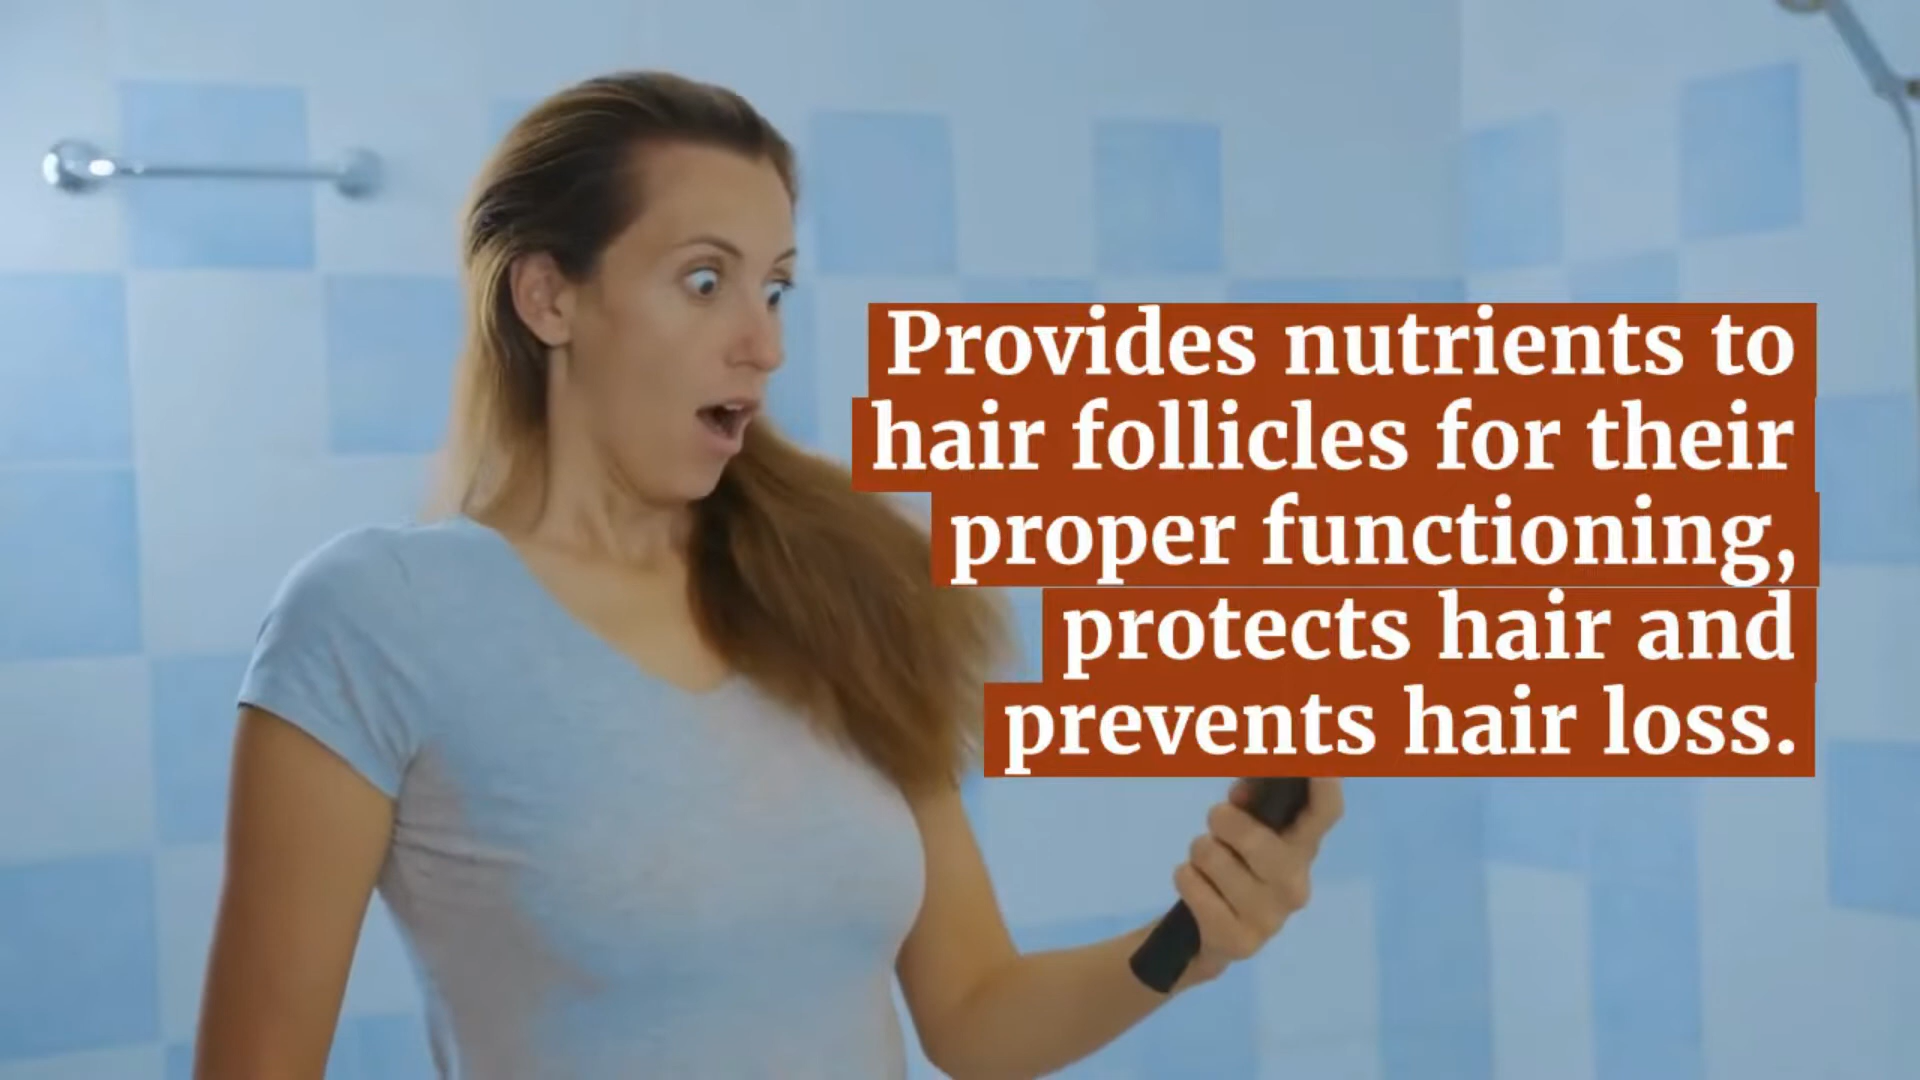 Provides nutrients to
hair follicles for their
proper functioning,
protects hair and
prevents hair loss.